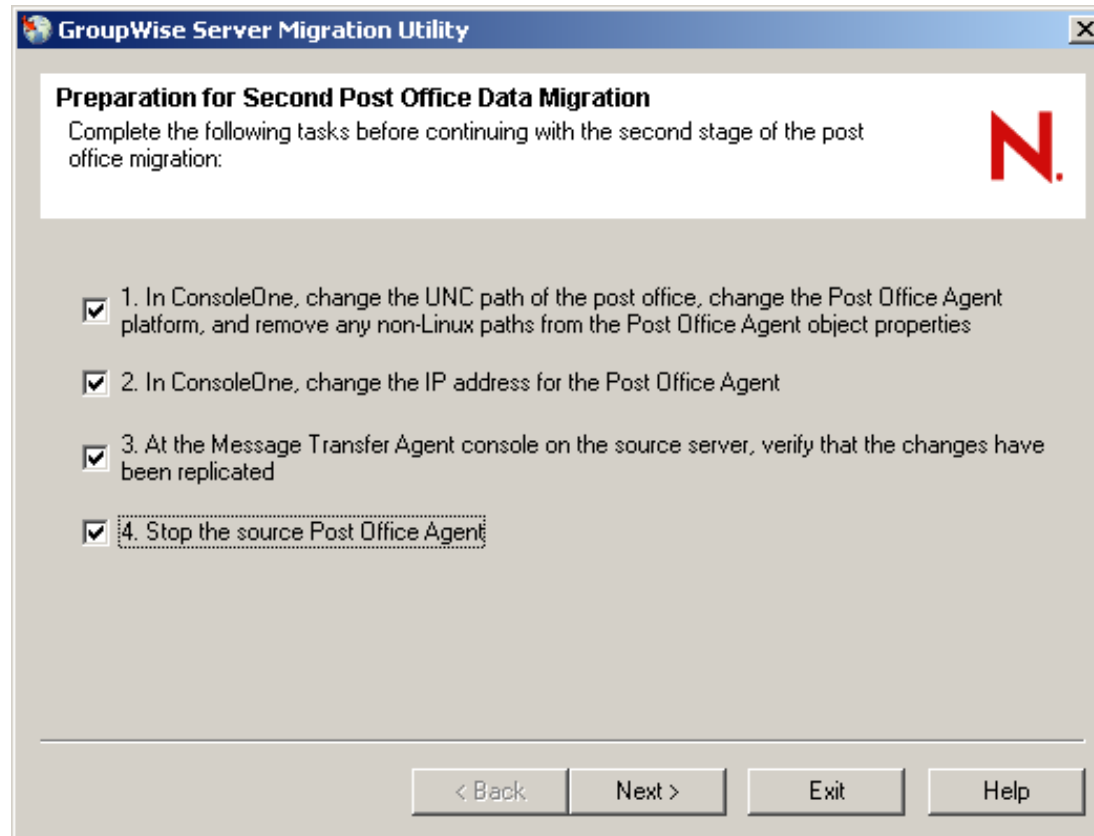 GroupWise Server Migration Utility
Preparation for Second Post Office Data Migration
Complete the following tasks before continuing with the second stage of the post
office migration:
N.
1. In ConsoleOne, change the UNC path of the post office, change the Post Office Agent
platform, and remove any non-Linux paths from the Post Office Agent object properties
2. In ConsoleOne, change the IP address for the Post Office Agent
3. At the Message Transfer Agent console on the source server, verify that the changes have
been replicated
4. Stop the source Post Office Agent
< Back Next > Exit Help